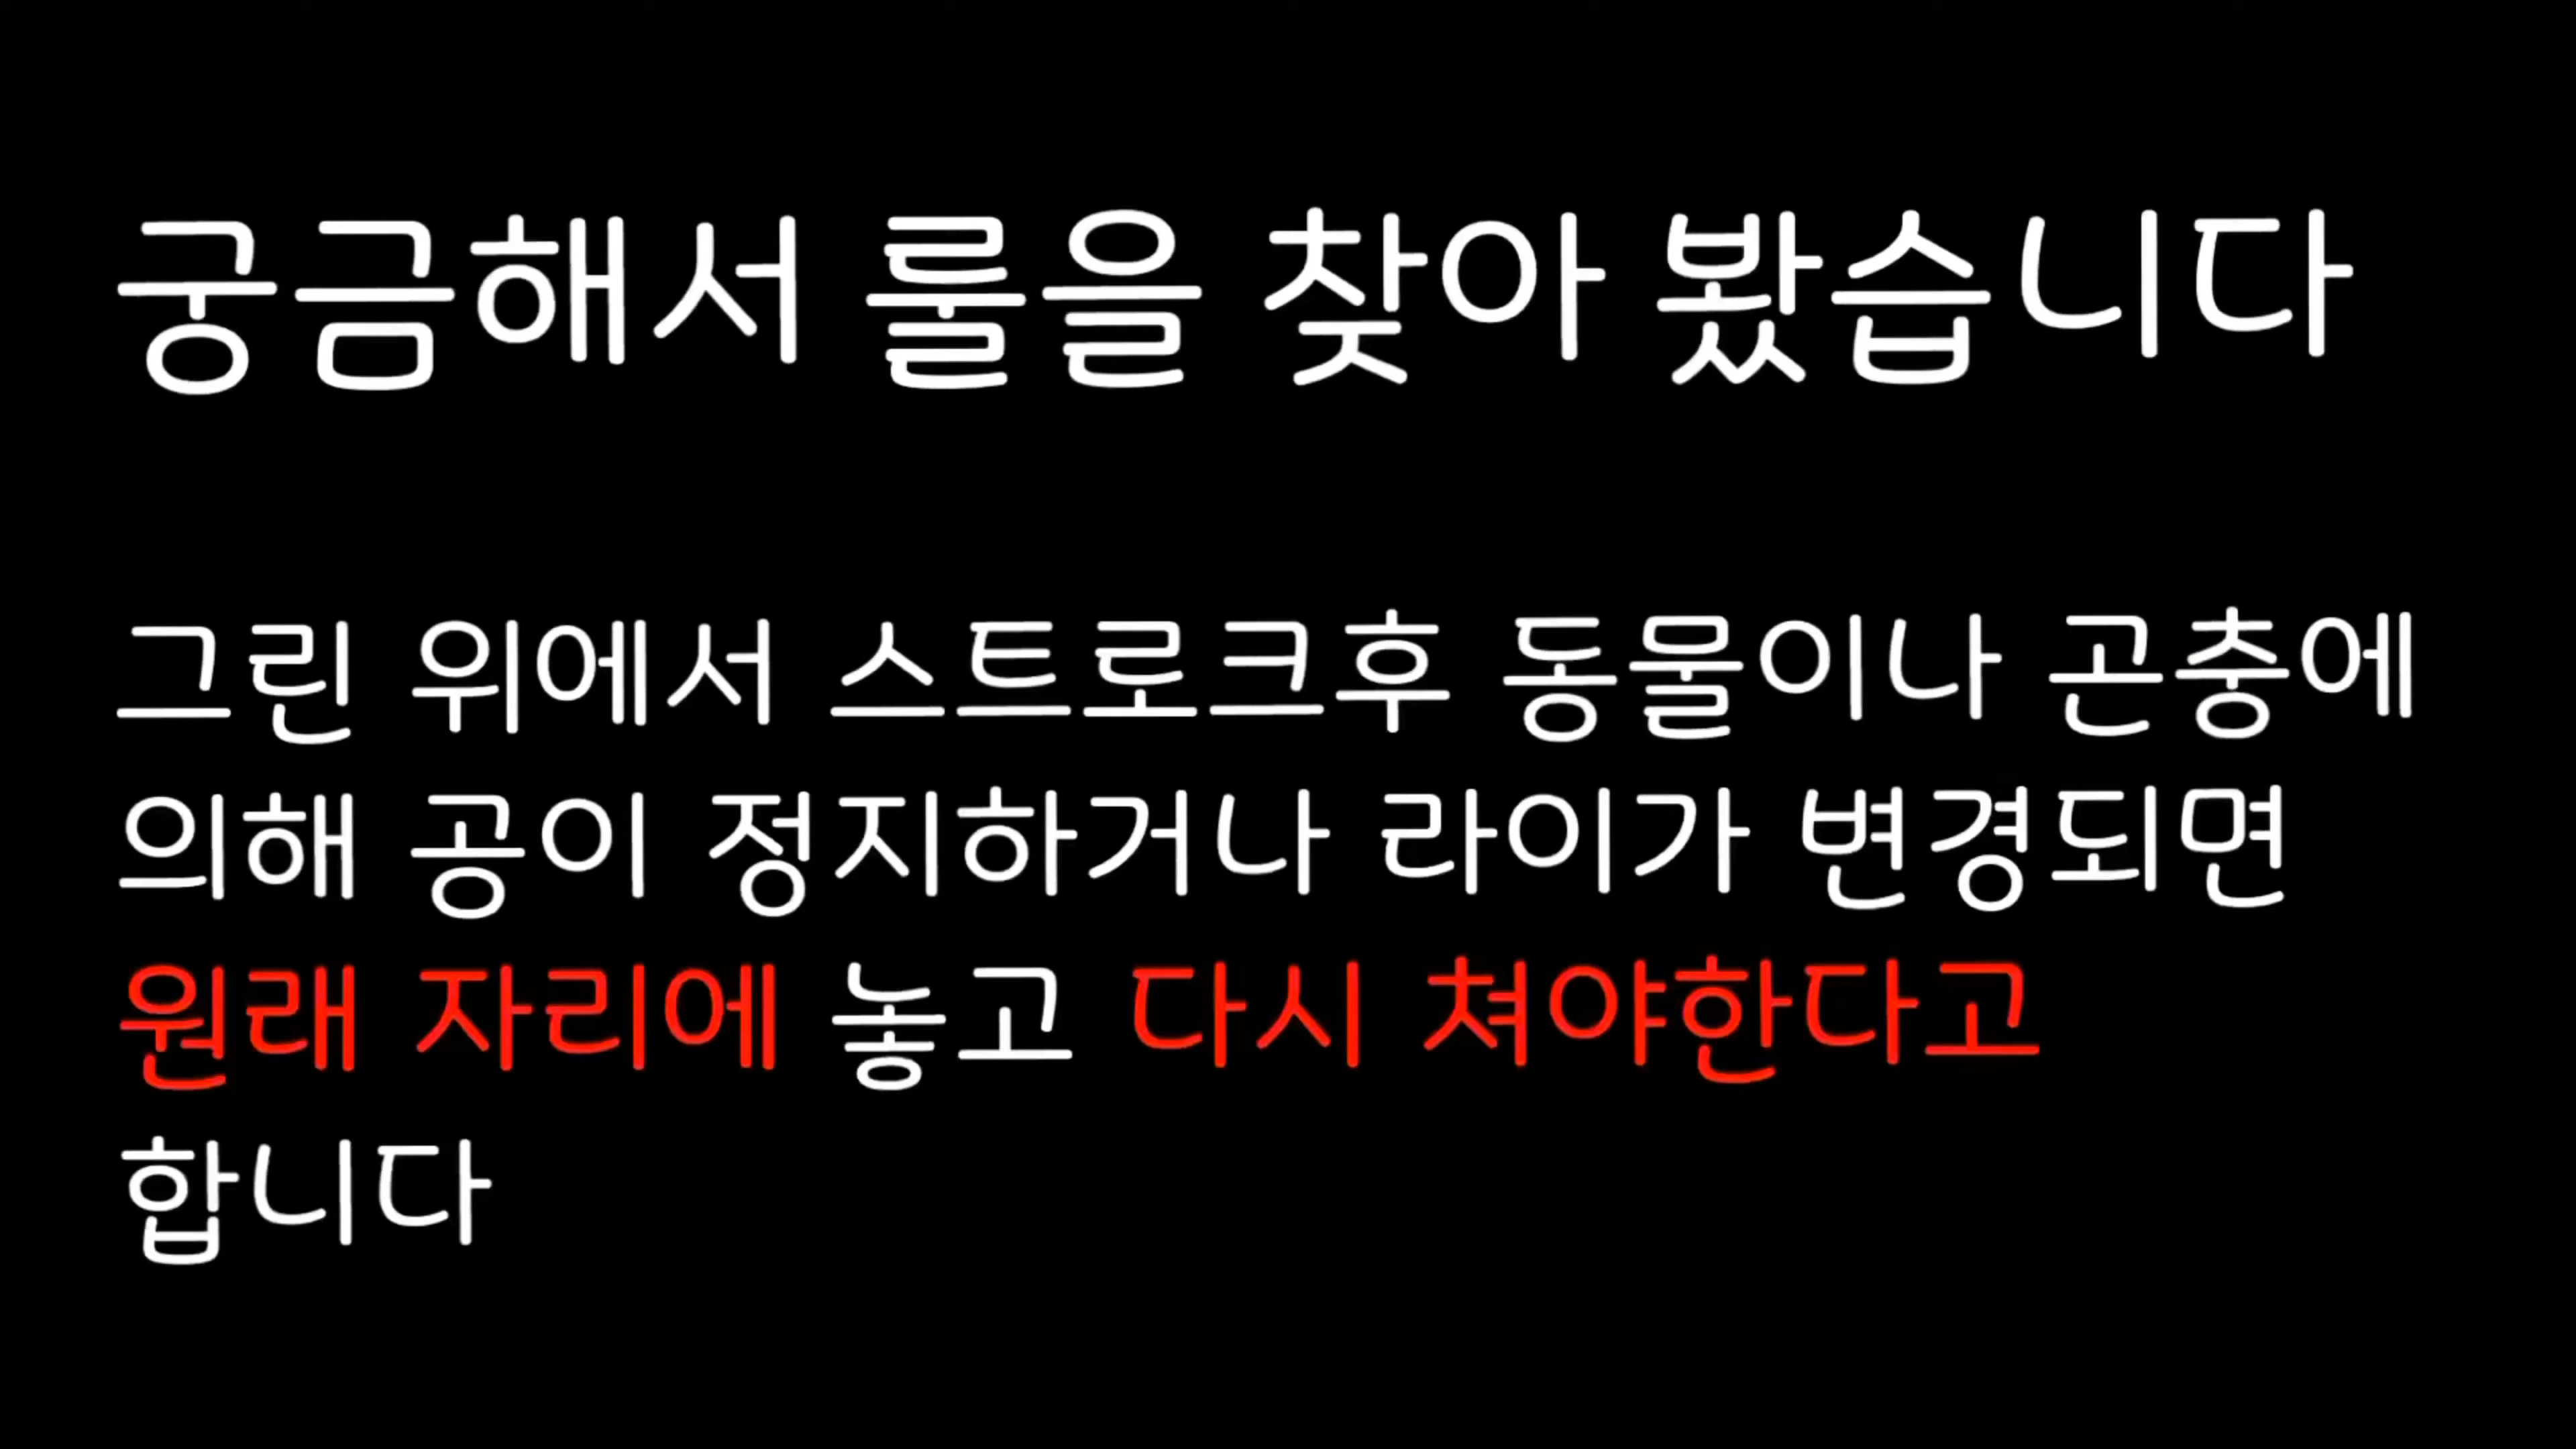 궁금해서 룰을 찾아 봤습니다
그린 위에서 스트로크후 동물이나 곤충에
의해 공이 정지하거나 라이가 변경되면
원래 자리에 놓고 다시 쳐야한다고
합니다